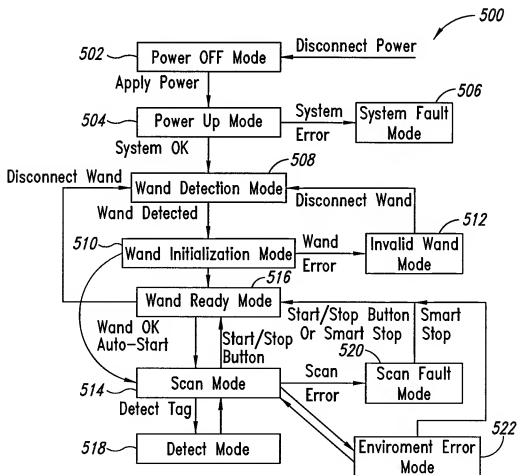 500
502
Power OFF Mode
Disconnect Power
Apply Power
504
Power Up Mode
System
Error
506
System Fault
Mode
System OK
508
Disconnect Wand
Wand Detection Mode
Disconnect Wand
Wand Detected
510
Wand Initialization Mode
Wand
Error
512
Invalid Wand
Mode
516
Wand Ready Mode
Wand OK
Auto-Start
Start/Stop
Button
Start/Stop Button
Or Smart Stop
Smart
Stop
520
Scan Fault
Mode
514
Scan Mode
Scan
Error
Detect Tag
518
Detect Mode
Enviroment Error
Mode
522